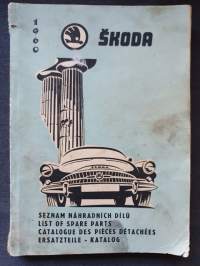 ŠKODA
SEZNAM NÁHRADNÍCH DÍLŮ
LIST OF SPARE PARTS
CATALOGUE DES PIÈCES DÉTACHÉES
ERSATZTEILE - KATALOG